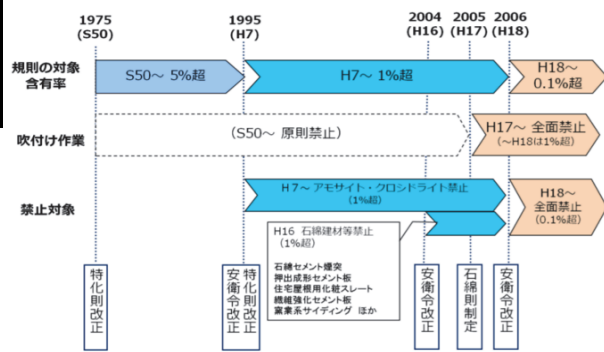 1975
(S50)
1995
(H7)
2004
(H16)
2005
(H17)
2006
(H18)
規則の対象
含有率
S50～ 5%超
H7～ 1%超
H18～
0.1%超
吹付け作業
（S50～ 原則禁止）
H17～ 全面禁止
（～H18は1%超）
禁止対象
H7～ アモサイト・クロシドライト禁止
（1%超）
H18～
全面禁止
（0.1%超）
H16 石綿建材等禁止
（1%超）
石綿セメント煙突
押出成形セメント板
住宅屋根用化粧スレート
繊維強化セメント板
窯業系サイディング ほか
特化則改正
特化則改正
安衛令改正
安衛令改正
石綿則制定
安衛令改正